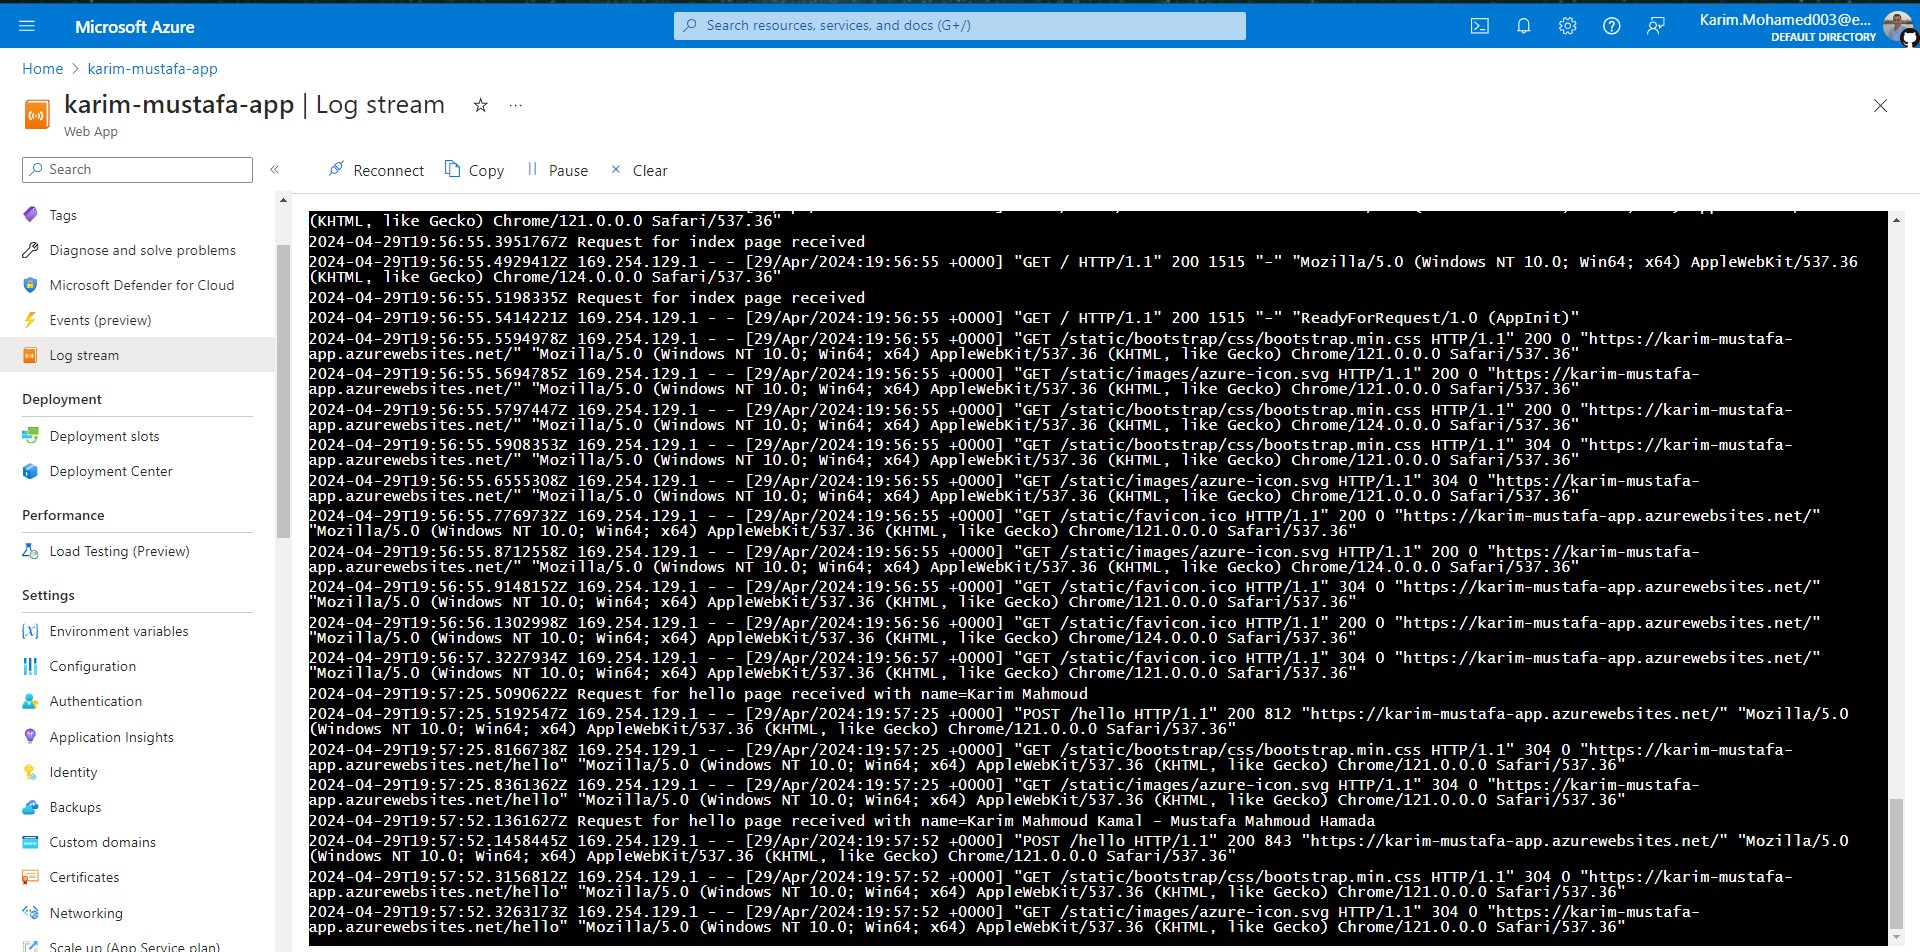 Microsoft Azure
Search resources, services, and docs (G+/)
Karim.Mohamed003@e...
DEFAULT DIRECTORY
Home > karim-mustafa-app
karim-mustafa-app | Log stream
Web App
Search
Reconnect Copy Pause Clear
Tags
Diagnose and solve problems
Microsoft Defender for Cloud
Events (preview)
Log stream
Deployment
Deployment slots
Deployment Center
Performance
Load Testing (Preview)
Settings
Environment variables
Configuration
Authentication
Application Insights
Identity
Backups
Custom domains
Certificates
Networking
Scale up (App Service plan)
(KHTML, like Gecko) Chrome/121.0.0.0 Safari/537.36"
2024-04-29T19:56:55.3951767Z Request for index page received
2024-04-29T19:56:55.4929412Z 169.254.129.1 - - [29/Apr/2024:19:56:55 +0000] "GET / HTTP/1.1" 200 1515 "-" "Mozilla/5.0 (Windows NT 10.0; Win64; x64) AppleWebKit/537.36
(KHTML, like Gecko) Chrome/124.0.0.0 Safari/537.36"
2024-04-29T19:56:55.5198335Z Request for index page received
2024-04-29T19:56:55.5414221Z 169.254.129.1 - - [29/Apr/2024:19:56:55 +0000] "GET / HTTP/1.1" 200 1515 "-" "ReadyForRequest/1.0 (AppInit)"
2024-04-29T19:56:55.5594978Z 169.254.129.1 - - [29/Apr/2024:19:56:55 +0000] "GET /static/bootstrap/css/bootstrap.min.css HTTP/1.1" 200 0 "https://karim-mustafa-
app.azurewebsites.net/" "Mozilla/5.0 (Windows NT 10.0; Win64; x64) AppleWebKit/537.36 (KHTML, like Gecko) Chrome/121.0.0.0 Safari/537.36"
2024-04-29T19:56:55.5694785Z 169.254.129.1 - - [29/Apr/2024:19:56:55 +0000] "GET /static/images/azure-icon.svg HTTP/1.1" 200 0 "https://karim-mustafa-
app.azurewebsites.net/" "Mozilla/5.0 (Windows NT 10.0; Win64; x64) AppleWebKit/537.36 (KHTML, like Gecko) Chrome/121.0.0.0 Safari/537.36"
2024-04-29T19:56:55.5797447Z 169.254.129.1 - - [29/Apr/2024:19:56:55 +0000] "GET /static/bootstrap/css/bootstrap.min.css HTTP/1.1" 200 0 "https://karim-mustafa-
app.azurewebsites.net/" "Mozilla/5.0 (Windows NT 10.0; Win64; x64) AppleWebKit/537.36 (KHTML, like Gecko) Chrome/124.0.0.0 Safari/537.36"
2024-04-29T19:56:55.5908353Z 169.254.129.1 - - [29/Apr/2024:19:56:55 +0000] "GET /static/bootstrap/css/bootstrap.min.css HTTP/1.1" 304 0 "https://karim-mustafa-
app.azurewebsites.net/" "Mozilla/5.0 (Windows NT 10.0; Win64; x64) AppleWebKit/537.36 (KHTML, like Gecko) Chrome/121.0.0.0 Safari/537.36"
2024-04-29T19:56:55.6555308Z 169.254.129.1 - - [29/Apr/2024:19:56:55 +0000] "GET /static/images/azure-icon.svg HTTP/1.1" 304 0 "https://karim-mustafa-
app.azurewebsites.net/" "Mozilla/5.0 (Windows NT 10.0; Win64; x64) AppleWebKit/537.36 (KHTML, like Gecko) Chrome/121.0.0.0 Safari/537.36"
2024-04-29T19:56:55.7769732Z 169.254.129.1 - - [29/Apr/2024:19:56:55 +0000] "GET /static/favicon.ico HTTP/1.1" 200 0 "https://karim-mustafa-app.azurewebsites.net/"
"Mozilla/5.0 (Windows NT 10.0; Win64; x64) AppleWebKit/537.36 (KHTML, like Gecko) Chrome/121.0.0.0 Safari/537.36"
2024-04-29T19:56:55.8712558Z 169.254.129.1 - - [29/Apr/2024:19:56:55 +0000] "GET /static/images/azure-icon.svg HTTP/1.1" 200 0 "https://karim-mustafa-
app.azurewebsites.net/" "Mozilla/5.0 (Windows NT 10.0; Win64; x64) AppleWebKit/537.36 (KHTML, like Gecko) Chrome/124.0.0.0 Safari/537.36"
2024-04-29T19:56:55.9148152Z 169.254.129.1 - - [29/Apr/2024:19:56:55 +0000] "GET /static/favicon.ico HTTP/1.1" 304 0 "https://karim-mustafa-app.azurewebsites.net/"
"Mozilla/5.0 (Windows NT 10.0; Win64; x64) AppleWebKit/537.36 (KHTML, like Gecko) Chrome/121.0.0.0 Safari/537.36"
2024-04-29T19:56:56.1302998Z 169.254.129.1 - - [29/Apr/2024:19:56:56 +0000] "GET /static/favicon.ico HTTP/1.1" 200 0 "https://karim-mustafa-app.azurewebsites.net/"
"Mozilla/5.0 (Windows NT 10.0; Win64; x64) AppleWebKit/537.36 (KHTML, like Gecko) Chrome/124.0.0.0 Safari/537.36"
2024-04-29T19:56:57.3227934Z 169.254.129.1 - - [29/Apr/2024:19:56:57 +0000] "GET /static/favicon.ico HTTP/1.1" 304 0 "https://karim-mustafa-app.azurewebsites.net/"
"Mozilla/5.0 (Windows NT 10.0; Win64; x64) AppleWebKit/537.36 (KHTML, like Gecko) Chrome/121.0.0.0 Safari/537.36"
2024-04-29T19:57:25.5090622Z Request for hello page received with name=Karim Mahmoud
2024-04-29T19:57:25.5192547Z 169.254.129.1 - - [29/Apr/2024:19:57:25 +0000] "POST /hello HTTP/1.1" 200 812 "https://karim-mustafa-app.azurewebsites.net/" "Mozilla/5.0
(Windows NT 10.0; Win64; x64) AppleWebKit/537.36 (KHTML, like Gecko) Chrome/121.0.0.0 Safari/537.36"
2024-04-29T19:57:25.8166738Z 169.254.129.1 - - [29/Apr/2024:19:57:25 +0000] "GET /static/bootstrap/css/bootstrap.min.css HTTP/1.1" 304 0 "https://karim-mustafa-
app.azurewebsites.net/hello" "Mozilla/5.0 (Windows NT 10.0; Win64; x64) AppleWebKit/537.36 (KHTML, like Gecko) Chrome/121.0.0.0 Safari/537.36"
2024-04-29T19:57:25.8361362Z 169.254.129.1 - - [29/Apr/2024:19:57:25 +0000] "GET /static/images/azure-icon.svg HTTP/1.1" 304 0 "https://karim-mustafa-
app.azurewebsites.net/hello" "Mozilla/5.0 (Windows NT 10.0; Win64; x64) AppleWebKit/537.36 (KHTML, like Gecko) Chrome/121.0.0.0 Safari/537.36"
2024-04-29T19:57:52.1361627Z Request for hello page received with name=Karim Mahmoud Kamal - Mustafa Mahmoud Hamada
2024-04-29T19:57:52.1458445Z 169.254.129.1 - - [29/Apr/2024:19:57:52 +0000] "POST /hello HTTP/1.1" 200 843 "https://karim-mustafa-app.azurewebsites.net/" "Mozilla/5.0
(Windows NT 10.0; Win64; x64) AppleWebKit/537.36 (KHTML, like Gecko) Chrome/121.0.0.0 Safari/537.36"
2024-04-29T19:57:52.3156812Z 169.254.129.1 - - [29/Apr/2024:19:57:52 +0000] "GET /static/bootstrap/css/bootstrap.min.css HTTP/1.1" 304 0 "https://karim-mustafa-
app.azurewebsites.net/hello" "Mozilla/5.0 (Windows NT 10.0; Win64; x64) AppleWebKit/537.36 (KHTML, like Gecko) Chrome/121.0.0.0 Safari/537.36"
2024-04-29T19:57:52.3263173Z 169.254.129.1 - - [29/Apr/2024:19:57:52 +0000] "GET /static/images/azure-icon.svg HTTP/1.1" 304 0 "https://karim-mustafa-
app.azurewebsites.net/hello" "Mozilla/5.0 (Windows NT 10.0; Win64; x64) AppleWebKit/537.36 (KHTML, like Gecko) Chrome/121.0.0.0 Safari/537.36"